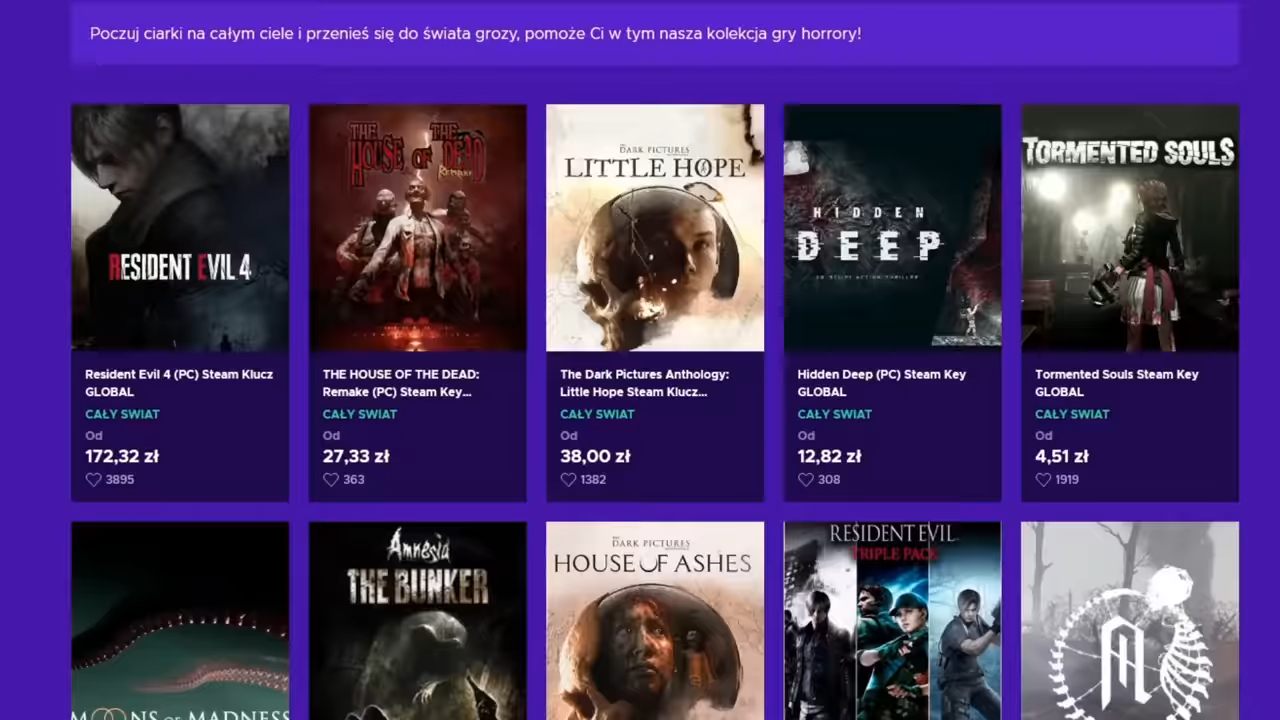 Poczuj ciarki na całym ciele i przenieś się do świata grozy, pomoże Ci w tym nasza kolekcja gry horrory!
RESIDENT EVIL 4
THE HOUSE OF THE DEAD
Remake
THE DARK PICTURES
LITTLE HOPE
HIDDEN
DEEP
TORMENTED SOULS
Resident Evil 4 (PC) Steam Klucz
GLOBAL
CAŁY SWIAT
Od
172,32 zł
3895
THE HOUSE OF THE DEAD:
Remake (PC) Steam Key...
CAŁY SWIAT
Od
27,33 zł
363
The Dark Pictures Anthology:
Little Hope Steam Klucz...
CAŁY SWIAT
Od
38,00 zł
1382
Hidden Deep (PC) Steam Key
GLOBAL
CAŁY SWIAT
Od
12,82 zł
308
Tormented Souls Steam Key
GLOBAL
CAŁY SWIAT
Od
4,51 zł
1919
MOONS OF MADNESS
Amnesia
THE BUNKER
THE DARK PICTURES
HOUSE OF ASHES
RESIDENT EVIL
TRIPLE PACK